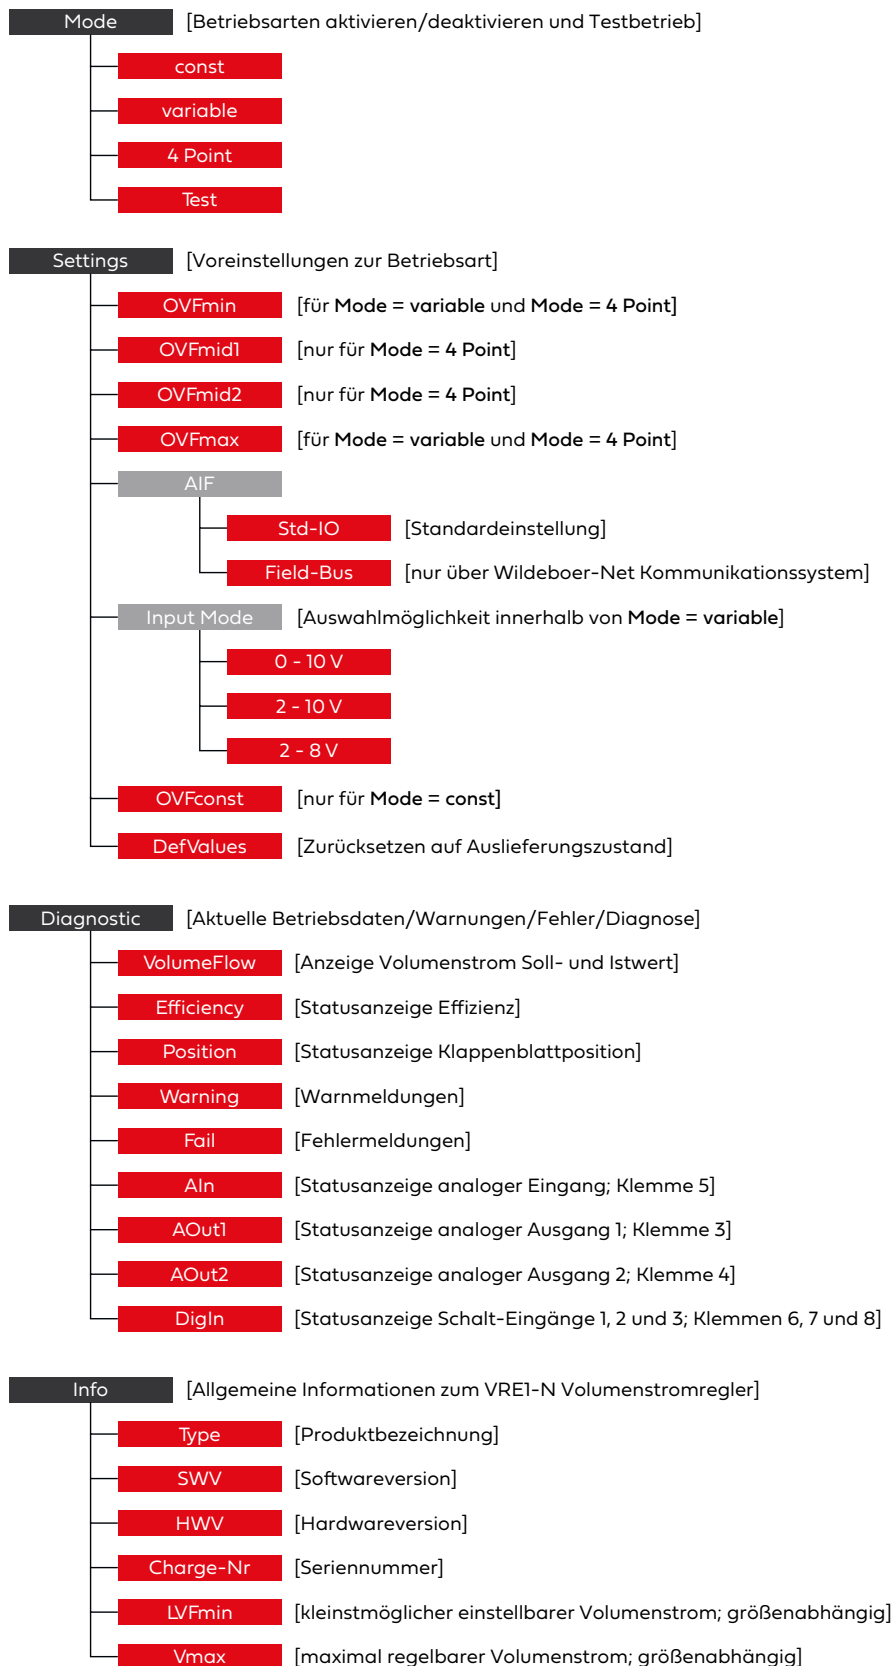 Mode [Betriebsarten aktivieren/deaktivieren und Testbetrieb]
const
variable
4 Point
Test
Settings [Voreinstellungen zur Betriebsart]
OVFmin [für Mode = variable und Mode = 4 Point]
OVFmid1 [nur für Mode = 4 Point]
OVFmid2 [nur für Mode = 4 Point]
OVFmax [für Mode = variable und Mode = 4 Point]
AIF
Std-IO [Standardeinstellung]
Field-Bus [nur über Wildeboer-Net Kommunikationssystem]
Input Mode [Auswahlmöglichkeit innerhalb von Mode = variable]
0 - 10 V
2 - 10 V
2 - 8 V
OVFconst [nur für Mode = const]
DefValues [Zurücksetzen auf Auslieferungszustand]
Diagnostic [Aktuelle Betriebsdaten/Warnungen/Fehler/Diagnose]
VolumeFlow [Anzeige Volumenstrom Soll- und Istwert]
Efficiency [Statusanzeige Effizienz]
Position [Statusanzeige Klappenblattposition]
Warning [Warnmeldungen]
Fail [Fehlermeldungen]
AIn [Statusanzeige analoger Eingang; Klemme 5]
AOut1 [Statusanzeige analoger Ausgang 1; Klemme 3]
AOut2 [Statusanzeige analoger Ausgang 2; Klemme 4]
DigIn [Statusanzeige Schalt-Eingänge 1, 2 und 3; Klemmen 6, 7 und 8]
Info [Allgemeine Informationen zum VRE1-N Volumenstromregler]
Type [Produktbezeichnung]
SWV [Softwareversion]
HWV [Hardwareversion]
Charge-Nr [Seriennummer]
LVFmin [kleinstmöglicher einstellbarer Volumenstrom; größenabhängig]
Vmax [maximal regelbarer Volumenstrom; größenabhängig]